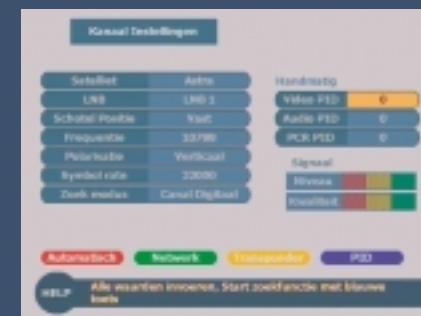 Kanaal Instellingen
Satelliet Astra
LNB LNB 1
Schotel Positie Vast
Frequentie
Polarisatie Verticaal
Symbol rate 22000
Zoek modus Canal Digitaal
Handmatig
Video PID 0
Audio PID 0
PCR PID 0
Signaal
Niveau
Kwaliteit
Automatisch Netwerk Transponder PID
HELP Alle waarden invoeren. Start zoekfunctie met blauwe
toets